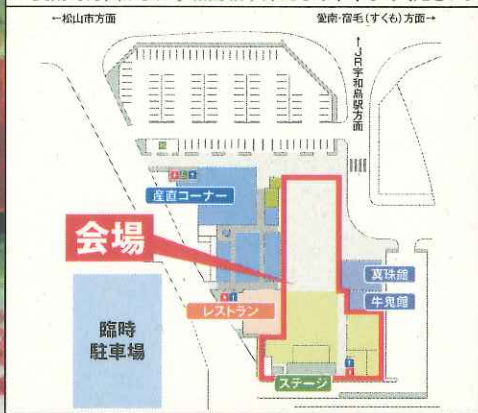 ←松山市方面
愛南・宿毛(すくも)方面→
←JR宇和島駅方面
産直コーナー
会場
真珠館
牛鬼館
レストラン
臨時
駐車場
ステージ